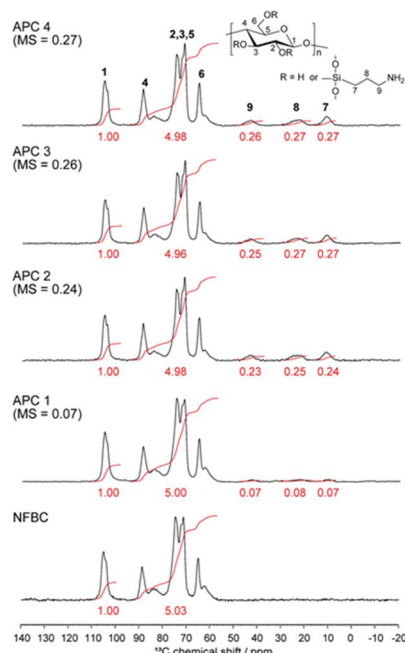 APC 4
(MS = 0.27)
1
4
2,3,5
6
9
8
7
OR
6
4
5
O
RO
3
2
OR
1
O
n
R = H or
O
Si
O
7
8
9
NH2
1.00
4.98
0.26
0.27
0.27
APC 3
(MS = 0.26)
1.00
4.96
0.25
0.27
0.27
APC 2
(MS = 0.24)
1.00
4.98
0.23
0.25
0.24
APC 1
(MS = 0.07)
1.00
5.00
0.07
0.08
0.07
NFBC
1.00
5.03
140 130 120 110 100 90 80 70 60 50 40 30 20 10 0 -10 -20
¹³C chemical shift / ppm